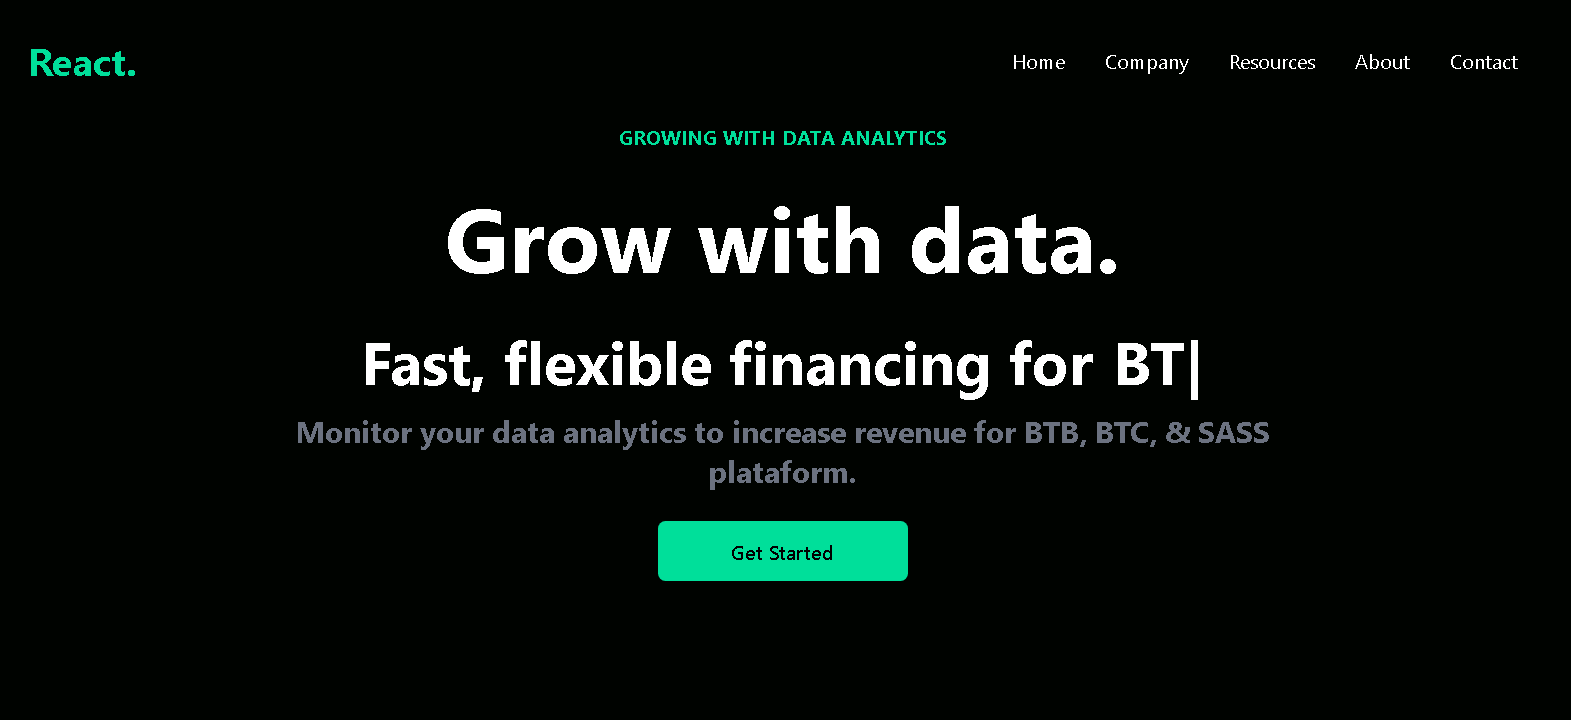 React.
Home Company Resources About Contact
GROWING WITH DATA ANALYTICS
Grow with data.
Fast, flexible financing for BT|
Monitor your data analytics to increase revenue for BTB, BTC, & SASS
plataform.
Get Started